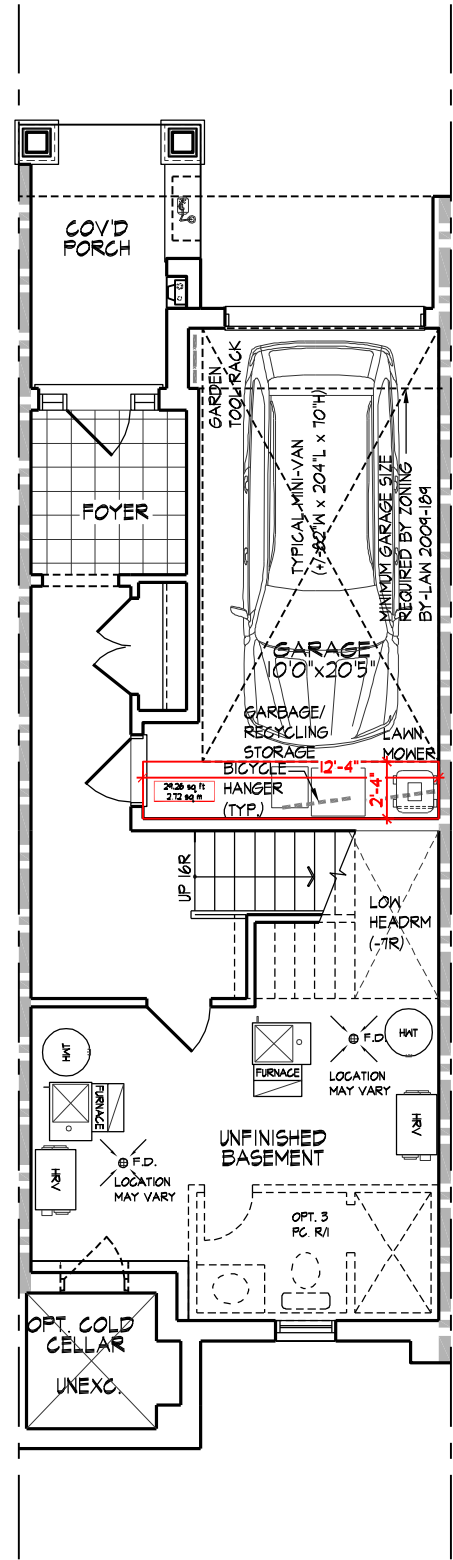 COV'D
PORCH
GARDEN
TOOL RACK
TYPICAL MINI-VAN
(+/-82"W x 204"L x 70"H)
MINIMUM GARAGE SIZE
REQUIRED BY ZONING
BY-LAW 2009-189
FOYER
GARAGE
10'0"x20'5"
GARBAGE/
RECYCLING
STORAGE
LAWN
MOWER
BICYCLE
HANGER
(TYP.)
12'-4"
2'-4"
29.26 sq ft
2.72 sq m
UP 16R
LOW
HEADRM
(-7R)
HWT
F.D.
LOCATION
MAY VARY
FURNACE
HWT
FURNACE
HRV
HRV
F.D.
LOCATION
MAY VARY
UNFINISHED
BASEMENT
OPT. 3
PC. R/I
OPT. COLD
CELLAR
UNEXC.